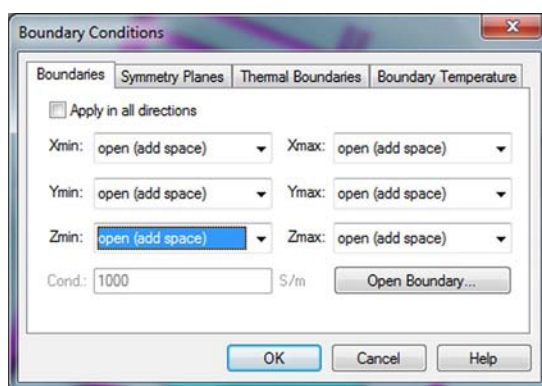 Boundary Conditions
Boundaries Symmetry Planes Thermal Boundaries Boundary Temperature
Apply in all directions
Xmin: open (add space) Xmax: open (add space)
Ymin: open (add space) Ymax: open (add space)
Zmin: open (add space) Zmax: open (add space)
Cond.: 1000 S/m Open Boundary...
OK Cancel Help